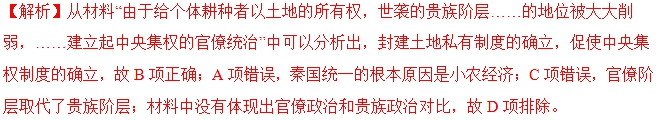 【解析】从材料“由于给个体耕种者以土地的所有权，世袭的贵族阶层……的地位被大大削
弱，……建立起中央集权的官僚统治”中可以分析出，封建土地私有制度的确立，促使中央集
权制度的确立，故 B 项正确；A 项错误，秦国统一的根本原因是小农经济；C 项错误，官僚阶
层取代了贵族阶层；材料中没有体现出官僚政治和贵族政治对比，故 D 项排除。